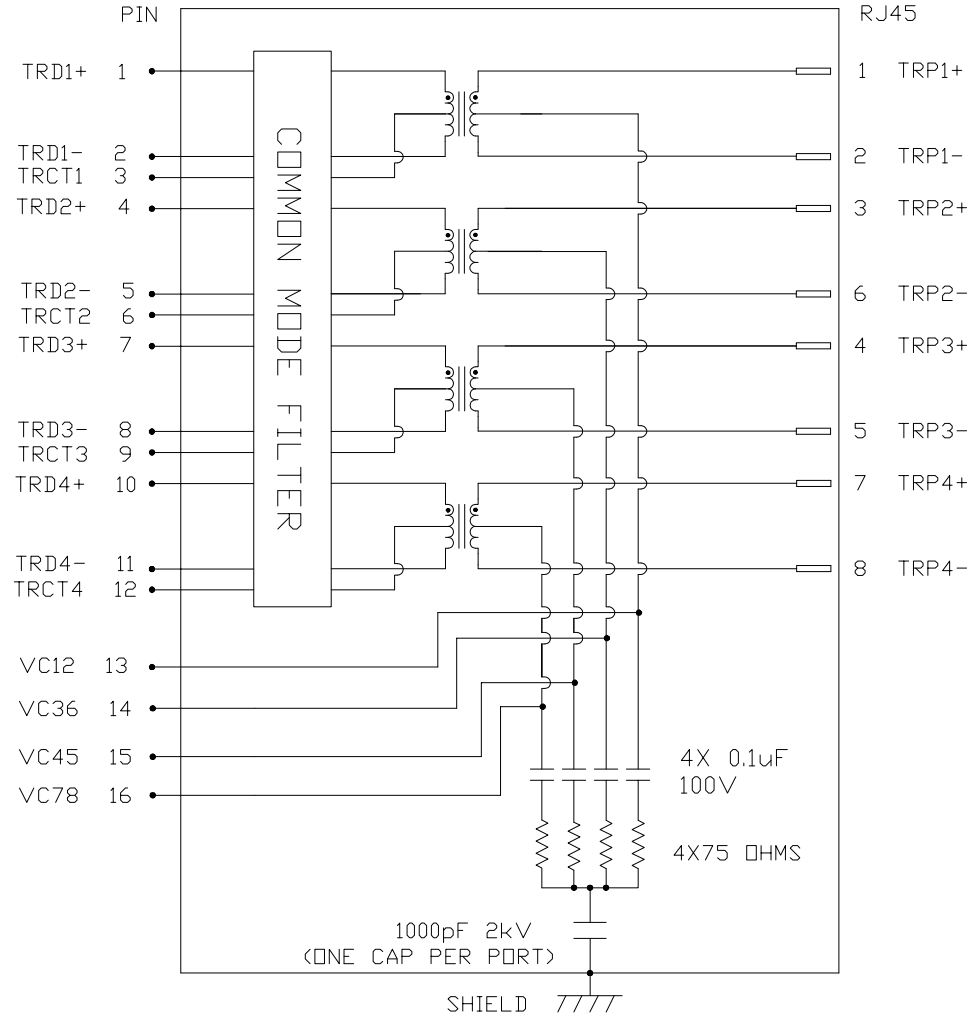 PIN RJ45
TRD1+ 1 1 TRP1+
TRD1- 2 2 TRP1-
TRCT1 3
TRD2+ 4 3 TRP2+
TRD2- 5 6 TRP2-
TRCT2 6
TRD3+ 7 4 TRP3+
TRD3- 8 5 TRP3-
TRCT3 9
TRD4+ 10 7 TRP4+
TRD4- 11 8 TRP4-
TRCT4 12
COMMON MODE FILTER
VC12 13
VC36 14
VC45 15
VC78 16
4X 0.1uF
100V
4X75 OHMS
1000pF 2kV
(ONE CAP PER PORT)
SHIELD